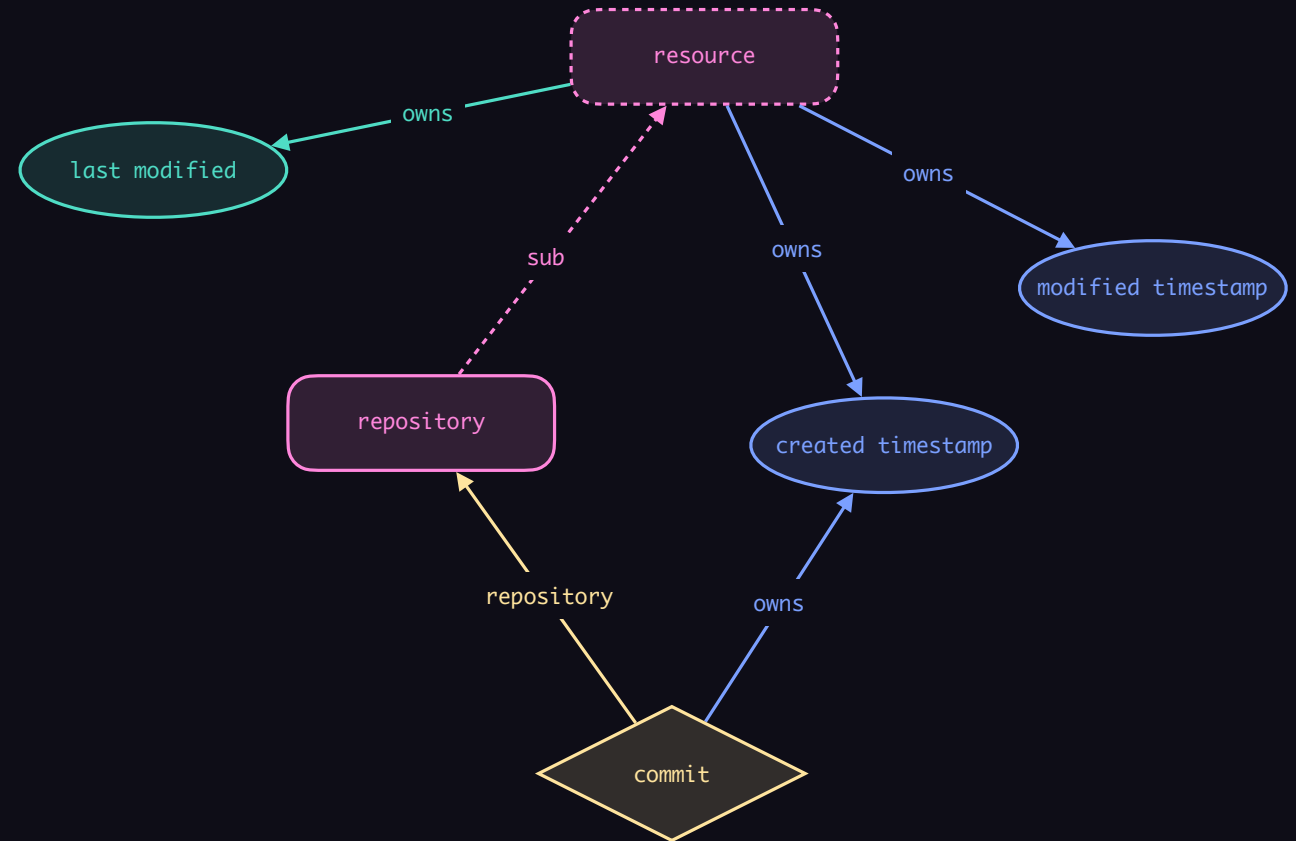 resource
owns
last modified
owns
owns
sub
modified timestamp
repository
created timestamp
repository
owns
commit